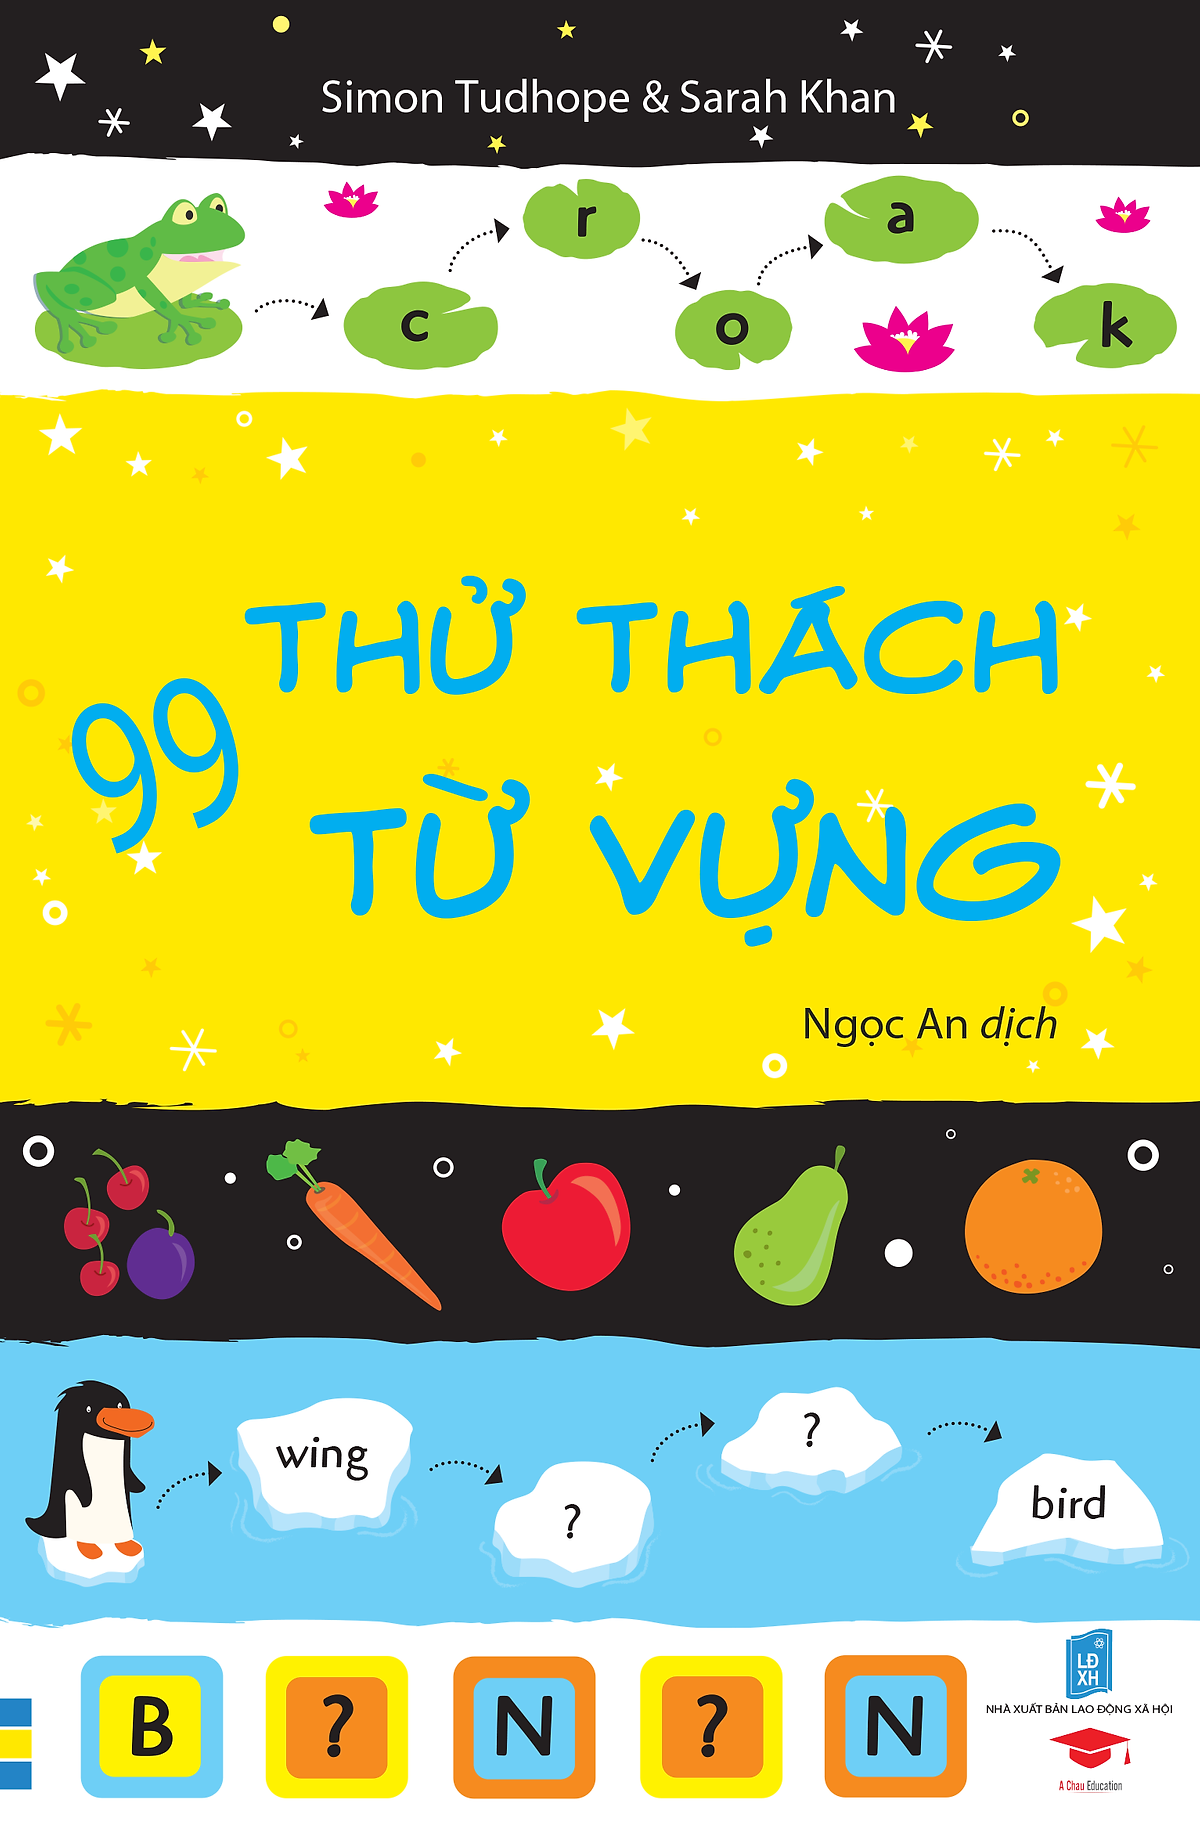 Simon Tudhope & Sarah Khan
c r o a k
99
THỬ THÁCH
TỪ VỰNG
Ngọc An dịch
wing ? ? bird
B ? N ? N
LĐ
XH
NHÀ XUẤT BẢN LAO ĐỘNG XÃ HỘI
A Chau Education